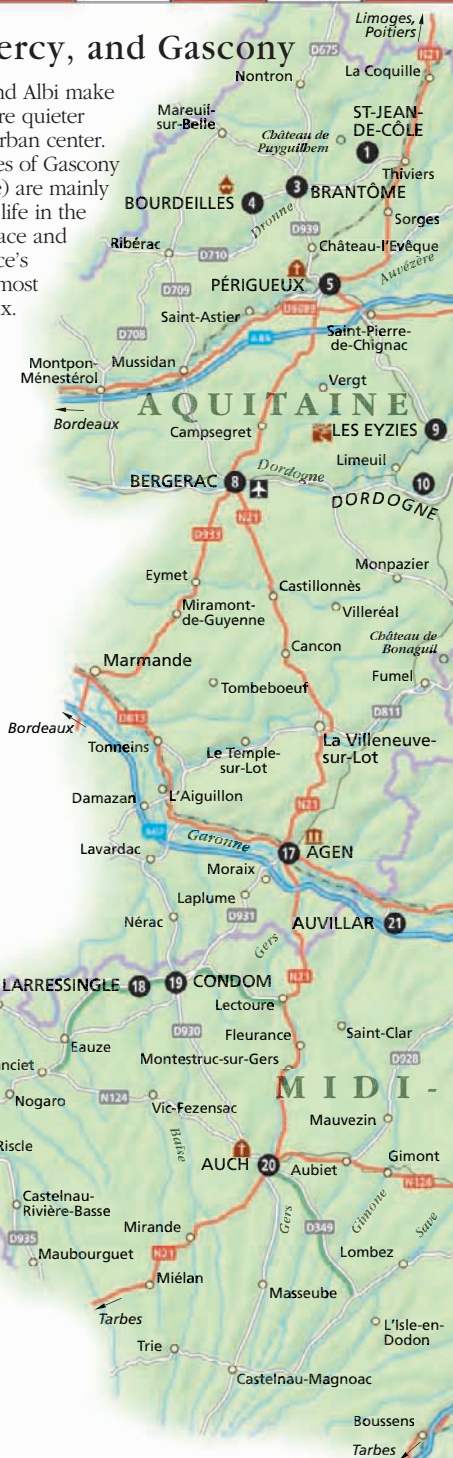 ercy, and Gascony
nd Albi make
re quieter
rban center.
es of Gascony
e) are mainly
life in the
ace and
ce's
most
x.
Limoges,
Poitiers
D675
N21
Nontron
La Coquille
Mareuil-
sur-Belle
Château de
Puyguilhem
ST-JEAN-
DE-CÔLE
1
Thiviers
BOURDEILLES 4
3 BRANTÔME
Dronne
Sorges
D939
Ribérac
D710
Château-l'Evêque
Auvézère
PÉRIGUEUX 5
D709
D6089
Saint-Astier
Saint-Pierre-
de-Chignac
D708
A89
Montpon-
Ménestérol
Mussidan
Vergt
AQUITAINE
Bordeaux
Campsegret
LES EYZIES 9
Limeuil
BERGERAC 8
Dordogne
10
DORDOGNE
D933
N21
Monpazier
Eymet
Castillonnès
Miramont-
de-Guyenne
Villeréal
Château de
Bonaguil
Cancon
Marmande
Fumel
Tombeboeuf
D811
Bordeaux
D813
Tonneins
Le Temple-
sur-Lot
La Villeneuve-
sur-Lot
Damazan
L'Aiguillon
N21
A62
Garonne
Lavardac
17 AGEN
Moraix
Laplume
D931
Nérac
AUVILLAR 21
Gers
LARRESSINGLE 18
19 CONDOM
N21
Lectoure
D930
Fleurance
Saint-Clar
Eauze
Montestruc-sur-Gers
D928
nciet
MIDI-
Nogaro
N124
Vic-Fezensac
Mauvezin
Riscle
Baïse
AUCH 20
Aubiet
Gimont
N124
Castelnau-
Rivière-Basse
Gers
D349
Gimone
Save
Mirande
D935
Maubourguet
N21
Lombez
Miélan
Masseube
Tarbes
L'Isle-en-
Dodon
Trie
Castelnau-Magnoac
Boussens
Tarbes